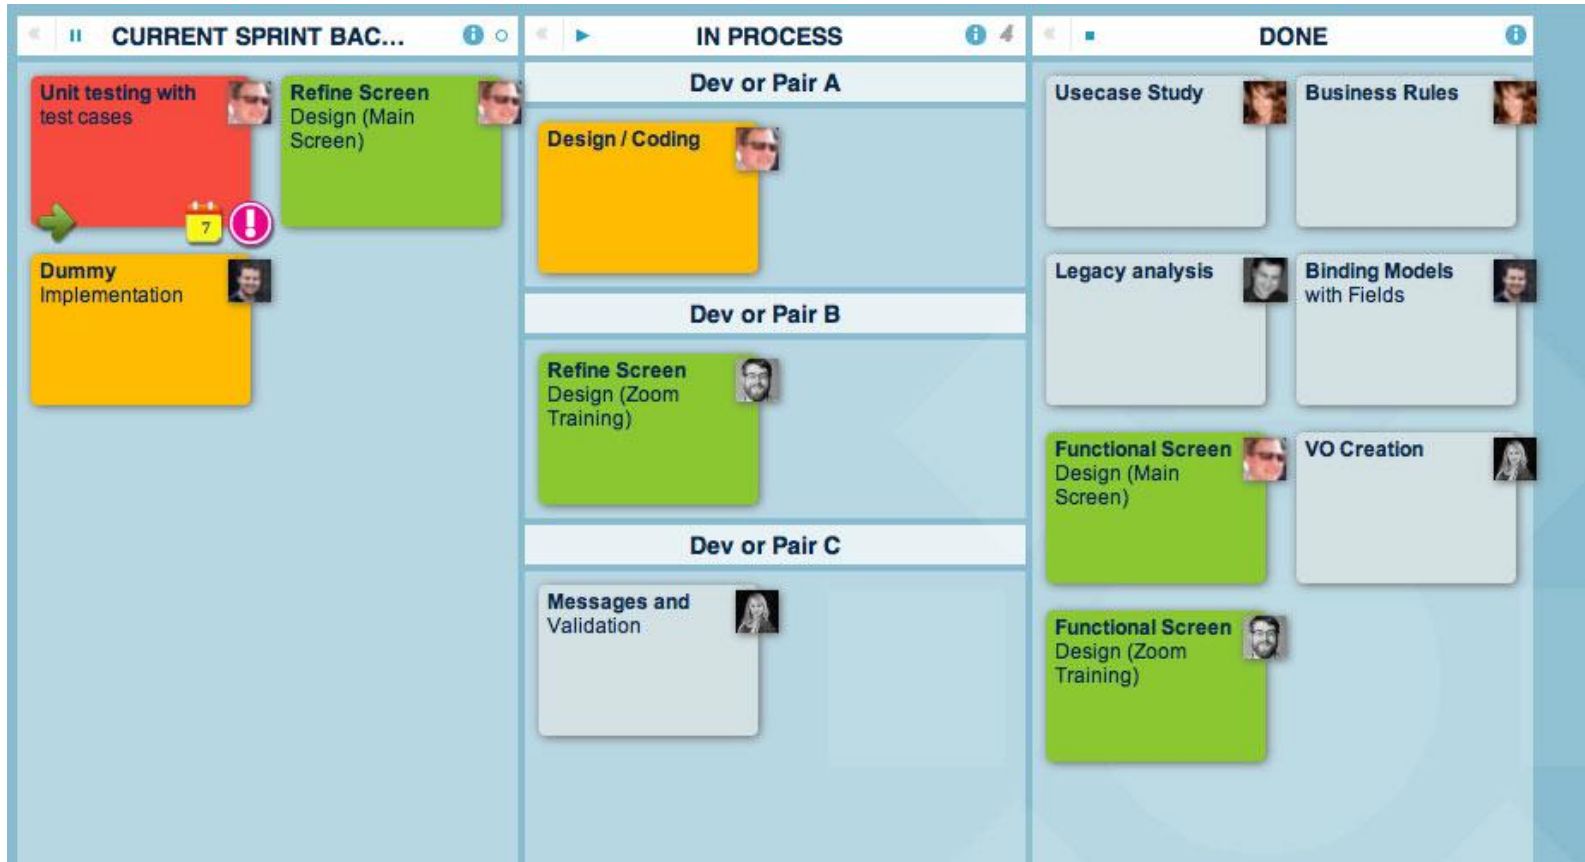 CURRENT SPRINT BAC...
Unit testing with
test cases
7
Refine Screen
Design (Main
Screen)
Dummy
Implementation
IN PROCESS
4
Dev or Pair A
Design / Coding
Dev or Pair B
Refine Screen
Design (Zoom
Training)
Dev or Pair C
Messages and
Validation
DONE
Usecase Study
Business Rules
Legacy analysis
Binding Models
with Fields
Functional Screen
Design (Main
Screen)
VO Creation
Functional Screen
Design (Zoom
Training)